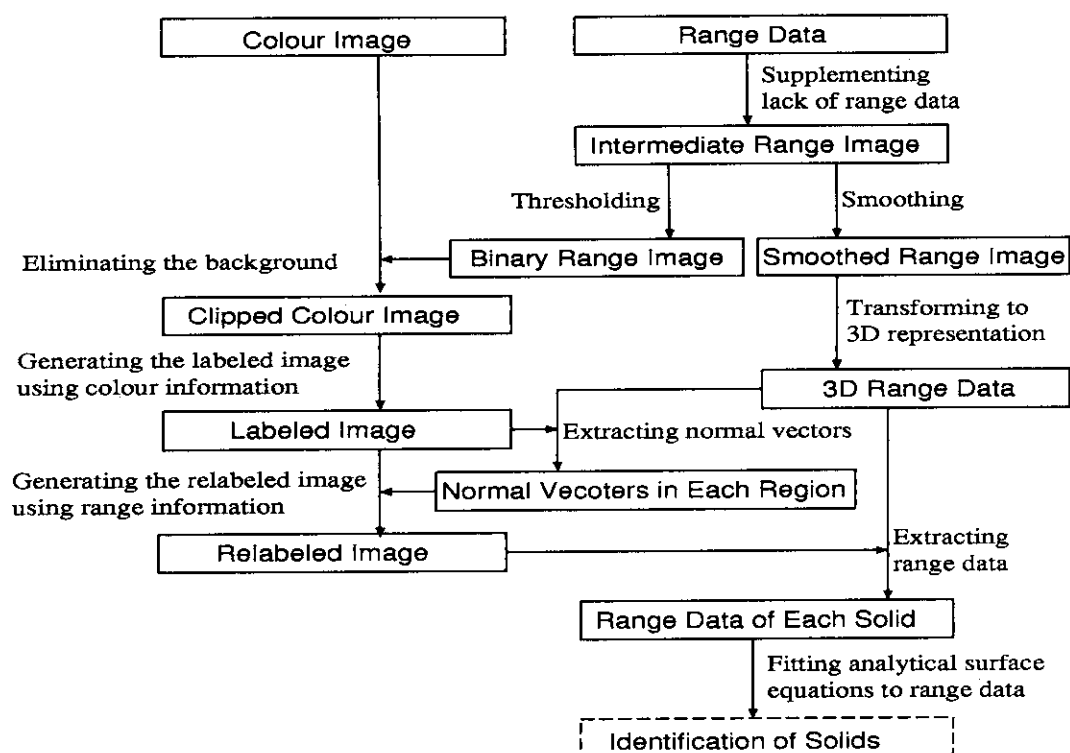 Colour Image
Range Data
Supplementing
lack of range data
Intermediate Range Image
Thresholding
Smoothing
Eliminating the background
Binary Range Image
Smoothed Range Image
Clipped Colour Image
Transforming to
3D representation
Generating the labeled image
using colour information
3D Range Data
Labeled Image
Extracting normal vectors
Generating the relabeled image
using range information
Normal Vecoters in Each Region
Relabeled Image
Extracting
range data
Range Data of Each Solid
Fitting analytical surface
equations to range data
Identification of Solids